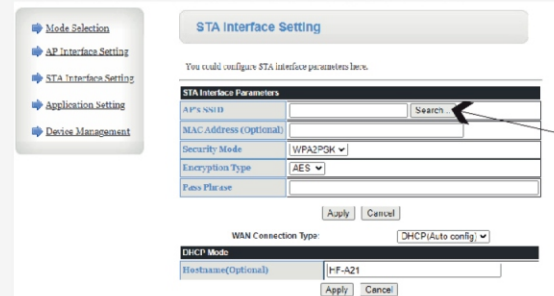 Mode Selection
AP Interface Setting
STA Interface Setting
Application Setting
Device Management
STA Interface Setting
You could configure STA interface parameters here.
STA Interface Parameters
AP's SSID Search...
MAC Address (Optional)
Security Mode WPA2PSK
Encryption Type AES
Pass Phrase
Apply Cancel
WAN Connection Type: DHCP(Auto config)
DHCP Mode
Hostname(Optional) HF-A21
Apply Cancel